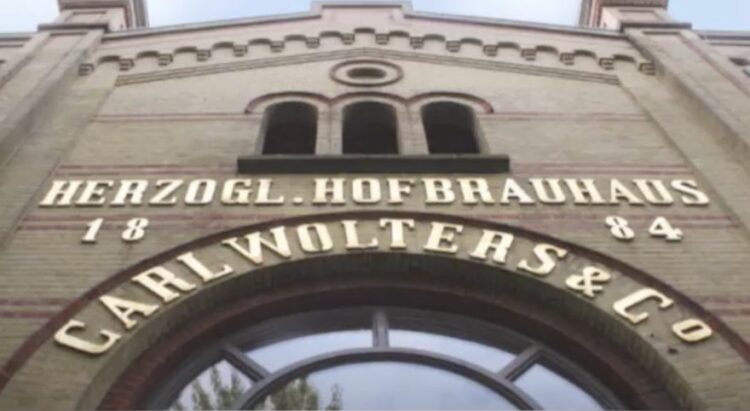 HERZOGL. HOFBRAUHAUS
18 84
CARL WOLTERS & Co